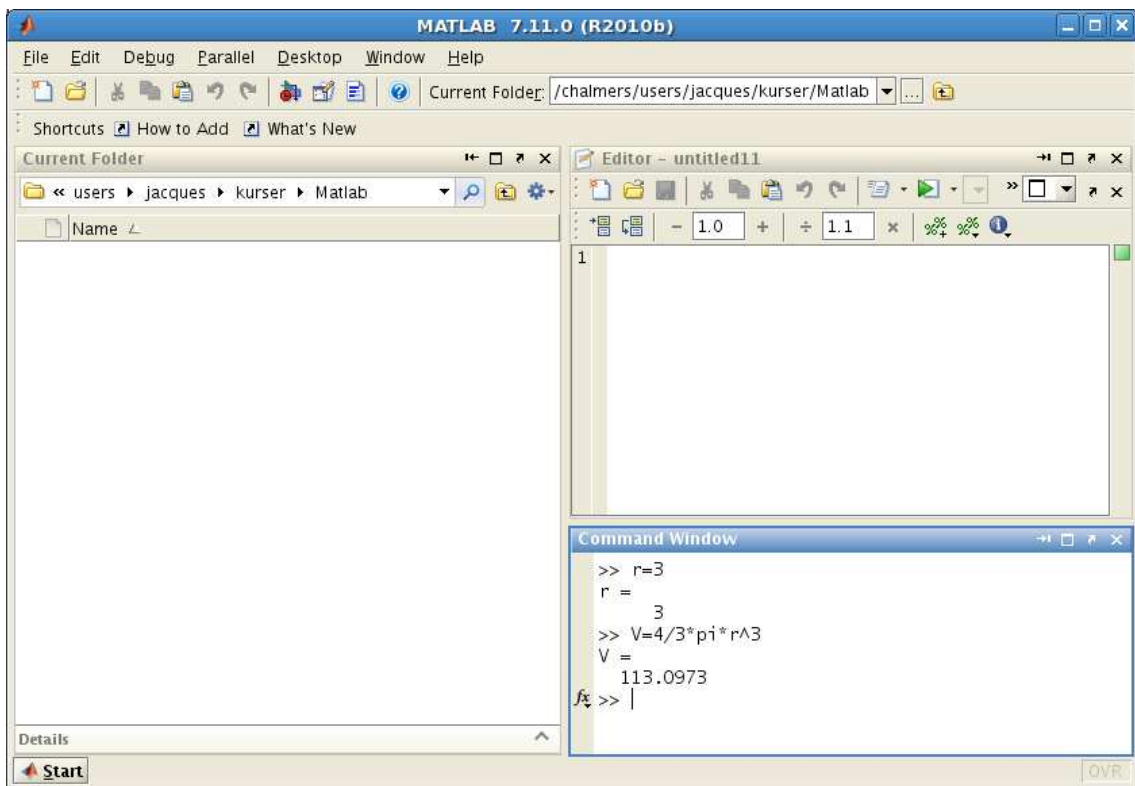 MATLAB 7.11.0 (R2010b)
File Edit Debug Parallel Desktop Window Help
Current Folder: /chalmers/users/jacques/kurser/Matlab ...
Shortcuts How to Add What's New
Current Folder
« users ▸ jacques ▸ kurser ▸ Matlab
Name
Editor - untitled11
»
- 1.0 + ÷ 1.1 ×
1
Command Window
>> r=3
r =
3
>> V=4/3*pi*r^3
V =
113.0973
fx >>
Details
Start
OVR